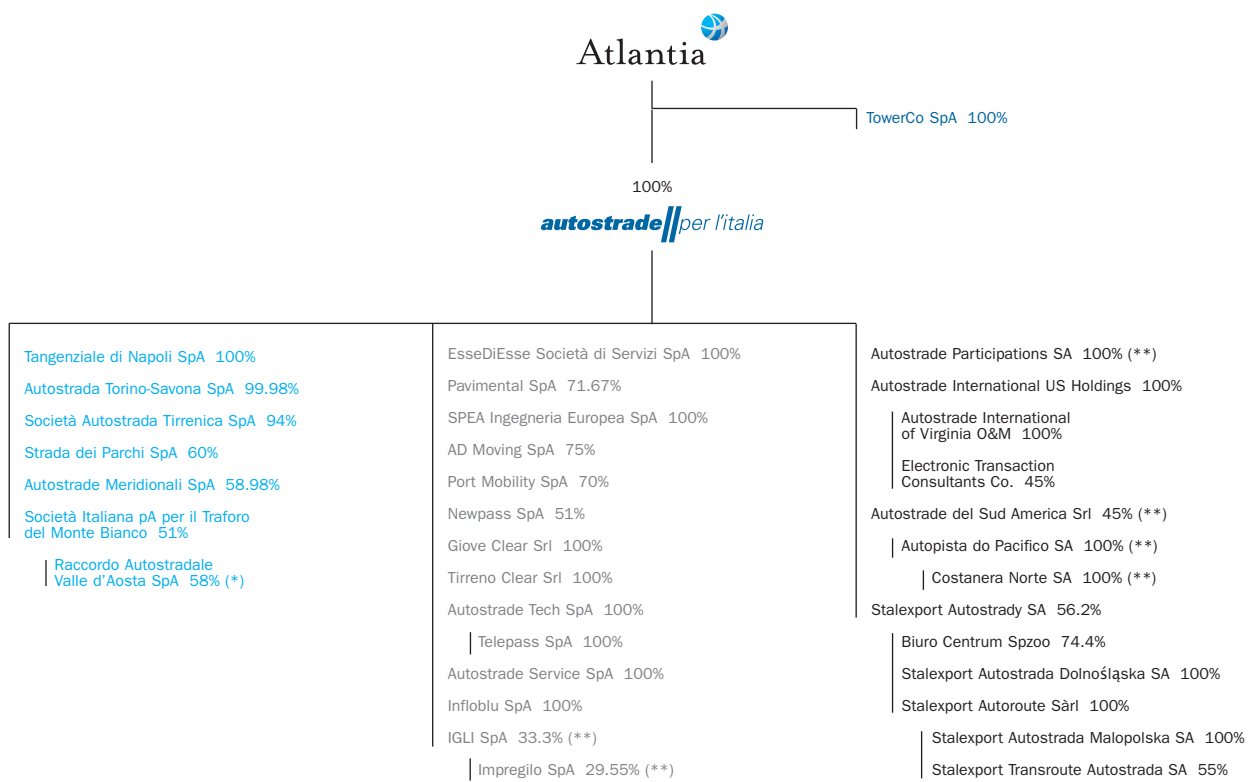 Atlantia
TowerCo SpA 100%
100%
autostrade//per l'italia
Tangenziale di Napoli SpA 100%
Autostrada Torino-Savona SpA 99.98%
Società Autostrada Tirrenica SpA 94%
Strada dei Parchi SpA 60%
Autostrade Meridionali SpA 58.98%
Società Italiana pA per il Traforo
del Monte Bianco 51%
Raccordo Autostradale
Valle d'Aosta SpA 58% (*)
EsseDiEsse Società di Servizi SpA 100%
Pavimental SpA 71.67%
SPEA Ingegneria Europea SpA 100%
AD Moving SpA 75%
Port Mobility SpA 70%
Newpass SpA 51%
Giove Clear Srl 100%
Tirreno Clear Srl 100%
Autostrade Tech SpA 100%
Telepass SpA 100%
Autostrade Service SpA 100%
Infloblu SpA 100%
IGLI SpA 33.3% (**)
Impregilo SpA 29.55% (**)
Autostrade Participations SA 100% (**)
Autostrade International US Holdings 100%
Autostrade International
of Virginia O&M 100%
Electronic Transaction
Consultants Co. 45%
Autostrade del Sud America Srl 45% (**)
Autopista do Pacifico SA 100% (**)
Costanera Norte SA 100% (**)
Stalexport Autostrady SA 56.2%
Biuro Centrum Spzoo 74.4%
Stalexport Autostrada Dolnośląska SA 100%
Stalexport Autoroute Sàrl 100%
Stalexport Autostrada Malopolska SA 100%
Stalexport Transroute Autostrada SA 55%